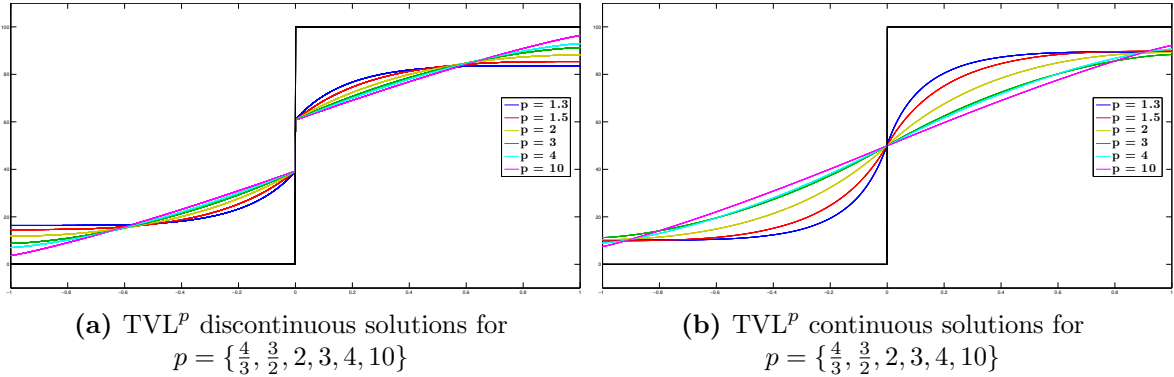 100
80
60
40
20
0
-1 -0.8 -0.6 -0.4 -0.2 0 0.2 0.4 0.6 0.8 1
p = 1.3
p = 1.5
p = 2
p = 3
p = 4
p = 10
(a) TVL^p discontinuous solutions for
p = {4/3, 3/2, 2, 3, 4, 10}
100
80
60
40
20
0
-1 -0.8 -0.6 -0.4 -0.2 0 0.2 0.4 0.6 0.8 1
p = 1.3
p = 1.5
p = 2
p = 3
p = 4
p = 10
(b) TVL^p continuous solutions for
p = {4/3, 3/2, 2, 3, 4, 10}